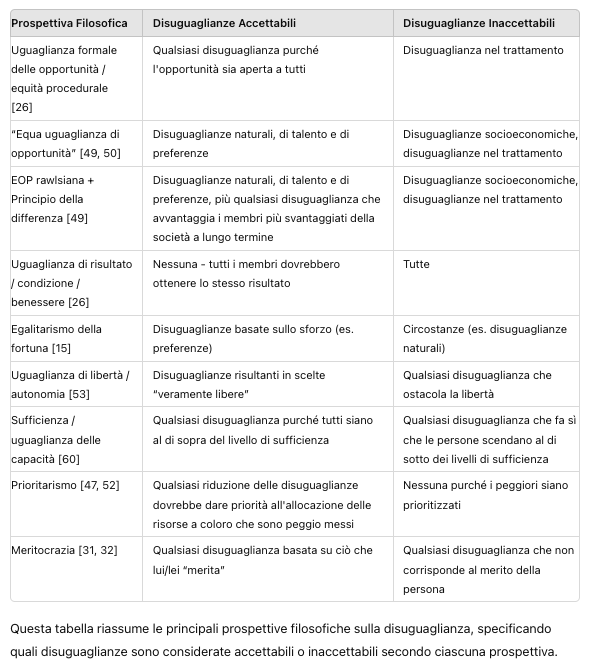 Prospettiva Filosofica	Disuguaglianze Accettabili	Disuguaglianze Inaccettabili
Uguaglianza formale
delle opportunità /
equità procedurale
[26]
Qualsiasi disuguaglianza purché
l'opportunità sia aperta a tutti
Disuguaglianza nel trattamento
“Equa uguaglianza di
opportunità” [49, 50]
Disuguaglianze naturali, di talento e di
preferenze
Disuguaglianze socioeconomiche,
disuguaglianze nel trattamento
EOP rawlsiana +
Principio della
differenza [49]
Disuguaglianze naturali, di talento e di
preferenze, più qualsiasi disuguaglianza che
avvantaggia i membri più svantaggiati della
società a lungo termine
Disuguaglianze socioeconomiche,
disuguaglianze nel trattamento
Uguaglianza di risultato
/ condizione /
benessere [26]
Nessuna - tutti i membri dovrebbero
ottenere lo stesso risultato
Tutte
Egalitarismo della
fortuna [15]
Disuguaglianze basate sullo sforzo (es.
preferenze)
Circostanze (es. disuguaglianze
naturali)
Uguaglianza di libertà /
autonomia [53]
Disuguaglianze risultanti in scelte
“veramente libere”
Qualsiasi disuguaglianza che
ostacola la libertà
Sufficienza /
uguaglianza delle
capacità [60]
Qualsiasi disuguaglianza purché tutti siano
al di sopra del livello di sufficienza
Qualsiasi disuguaglianza che fa sì
che le persone scendano al di
sotto dei livelli di sufficienza
Prioritarismo [47, 52]
Qualsiasi riduzione delle disuguaglianze
dovrebbe dare priorità all'allocazione delle
risorse a coloro che sono peggio messi
Nessuna purché i peggiori siano
prioritizzati
Meritocrazia [31, 32]
Qualsiasi disuguaglianza basata su ciò che
lui/lei “merita”
Qualsiasi disuguaglianza che non
corrisponde al merito della
persona
Questa tabella riassume le principali prospettive filosofiche sulla disuguaglianza, specificando
quali disuguaglianze sono considerate accettabili o inaccettabili secondo ciascuna prospettiva.